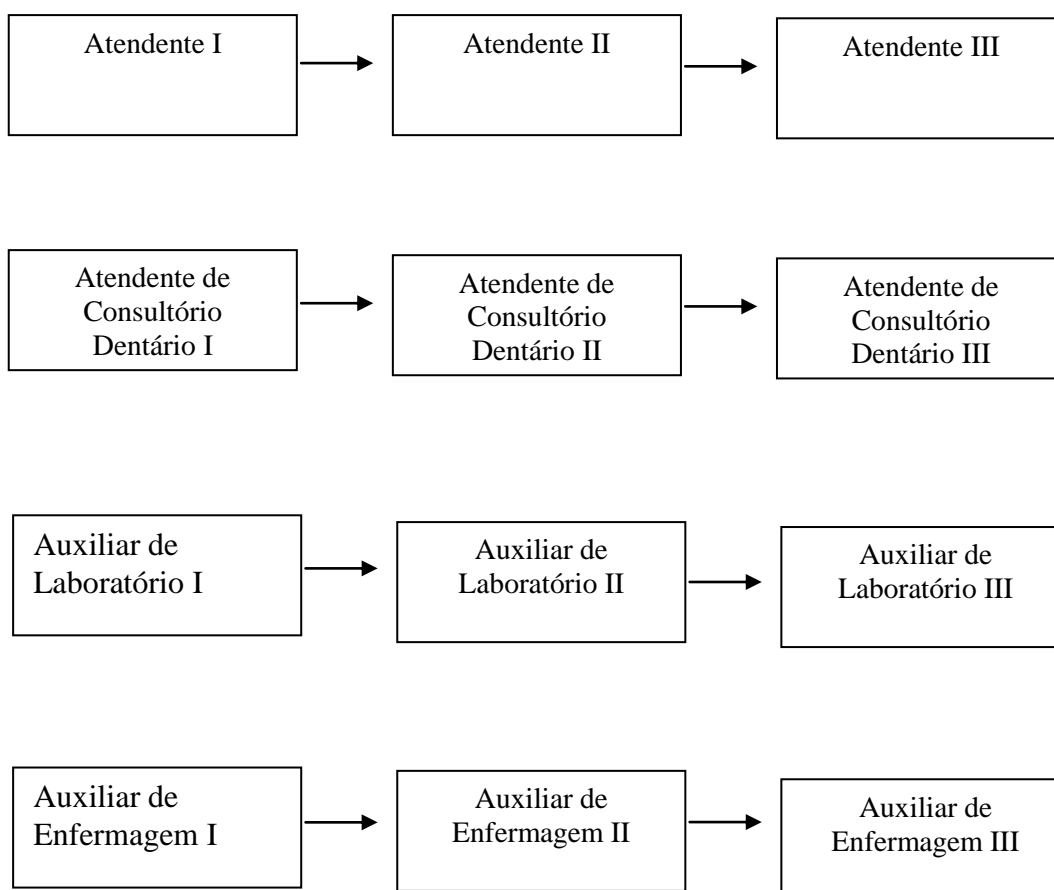 Atendente I
Atendente II
Atendente III
Atendente de
Consultório
Dentário I
Atendente de
Consultório
Dentário II
Atendente de
Consultório
Dentário III
Auxiliar de
Laboratório I
Auxiliar de
Laboratório II
Auxiliar de
Laboratório III
Auxiliar de
Enfermagem I
Auxiliar de
Enfermagem II
Auxiliar de
Enfermagem III